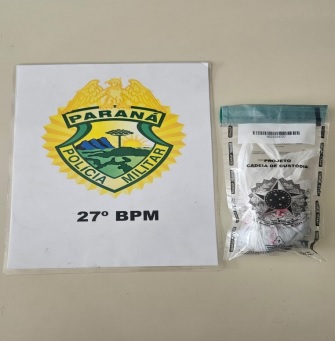 PARANÁ
POLÍCIA MILITAR
27º BPM
PROJETO
CADEIA DE CUSTÓDIA